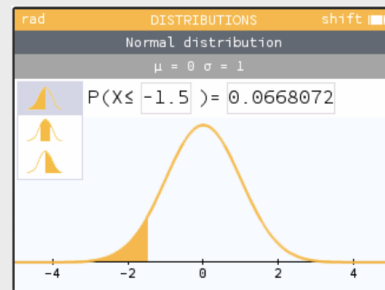 rad DISTRIBUTIONS shift
Normal distribution
μ = 0 σ = 1
P(X≤ -1.5 )= 0.0668072
-4 -2 0 2 4